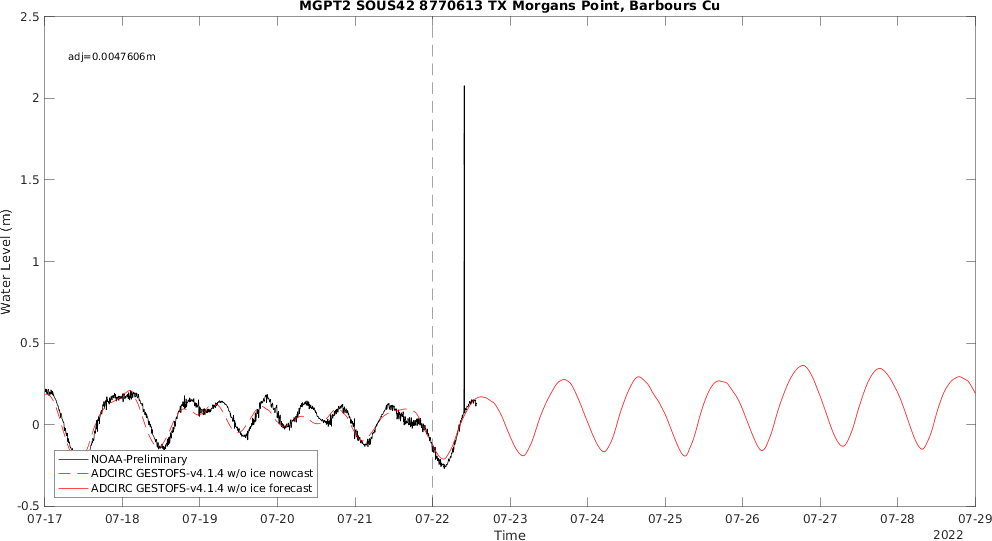 MGPT2 SOUS42 8770613 TX Morgans Point, Barbours Cu
adj=0.0047606m
2.5
2
1.5
1
0.5
0
-0.5
Water Level (m)
NOAA-Preliminary
ADCIRC GESTOFS-v4.1.4 w/o ice nowcast
ADCIRC GESTOFS-v4.1.4 w/o ice forecast
07-17 07-18 07-19 07-20 07-21 07-22 07-23 07-24 07-25 07-26 07-27 07-28 07-29
Time
2022